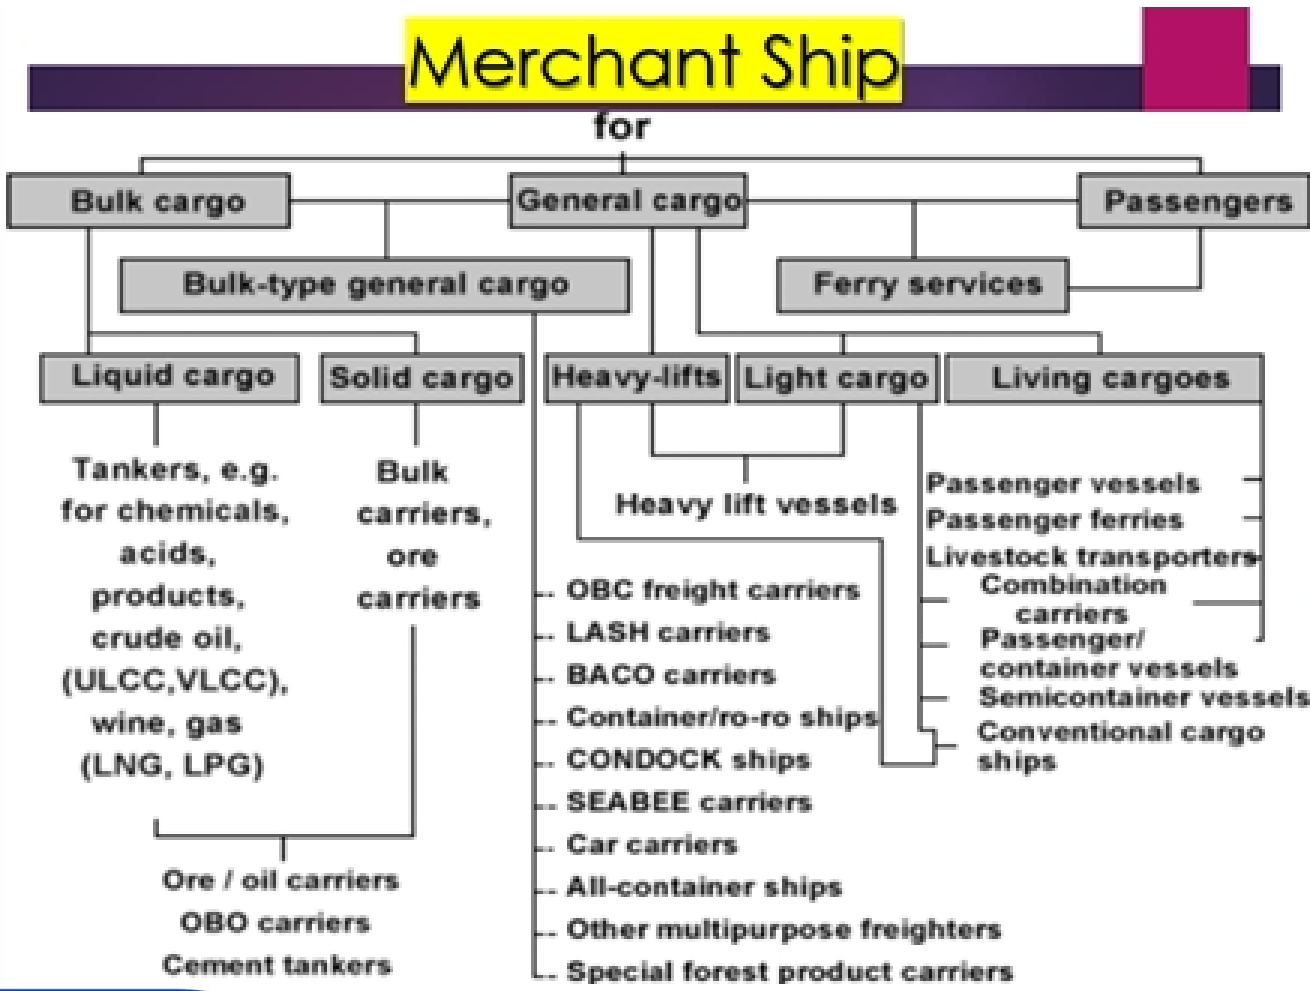 Merchant Ship
for
Bulk cargo
General cargo
Passengers
Bulk-type general cargo
Ferry services
Liquid cargo
Solid cargo
Heavy-lifts
Light cargo
Living cargoes
Tankers, e.g.
for chemicals,
acids,
products,
crude oil,
(ULCC,VLCC),
wine, gas
(LNG, LPG)
Bulk
carriers,
ore
carriers
Ore / oil carriers
OBO carriers
Cement tankers
Heavy lift vessels
OBC freight carriers
LASH carriers
BACO carriers
Container/ro-ro ships
CONDOCK ships
SEABEE carriers
Car carriers
All-container ships
Other multipurpose freighters
Special forest product carriers
Passenger vessels
Passenger ferries
Livestock transporters
Combination
carriers
Passenger/
container vessels
Semicontainer vessels
Conventional cargo
ships